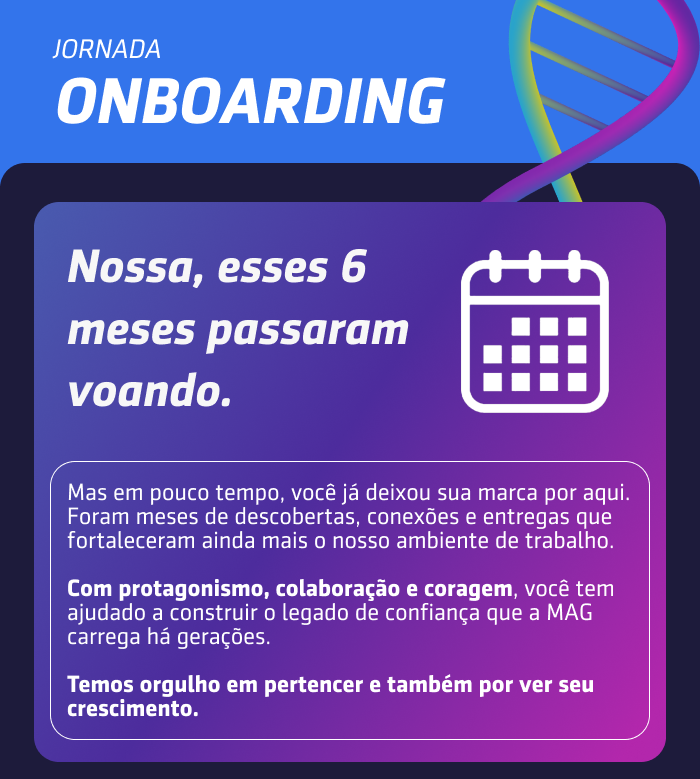 JORNADA
ONBOARDING
Nossa, esses 6
meses passaram
voando.
Mas em pouco tempo, você já deixou sua marca por aqui.
Foram meses de descobertas, conexões e entregas que
fortaleceram ainda mais o nosso ambiente de trabalho.
Com protagonismo, colaboração e coragem, você tem
ajudado a construir o legado de confiança que a MAG
carrega há gerações.
Temos orgulho em pertencer e também por ver seu
crescimento.